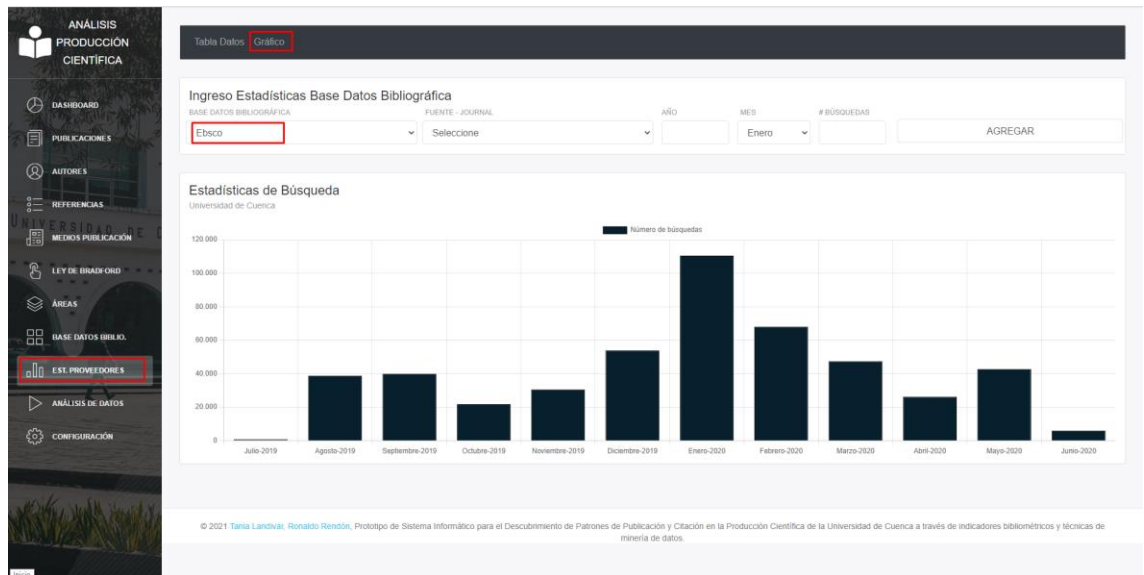 ANÁLISIS
PRODUCCIÓN
CIENTÍFICA
DASHBOARD
PUBLICACIONES
AUTORES
REFERENCIAS
MEDIOS PUBLICACIÓN
LEY DE BRADFORD
ÁREAS
BASE DATOS BIBLIO.
EST. PROVEEDORES
ANÁLISIS DE DATOS
CONFIGURACIÓN
Inicio
Tabla Datos Gráfico
Ingreso Estadísticas Base Datos Bibliográfica
BASE DATOS BIBLIOGRÁFICA FUENTE - JOURNAL AÑO MES # BÚSQUEDAS
Ebsco Seleccione Enero AGREGAR
Estadísticas de Búsqueda
Universidad de Cuenca
Número de búsquedas
120.000
100.000
80.000
60.000
40.000
20.000
0
Julio-2019 Agosto-2019 Septiembre-2019 Octubre-2019 Noviembre-2019 Diciembre-2019 Enero-2020 Febrero-2020 Marzo-2020 Abril-2020 Mayo-2020 Junio-2020
© 2021 Tania Landivar, Ronaldo Rendón, Prototipo de Sistema Informático para el Descubrimiento de Patrones de Publicación y Citación en la Producción Científica de la Universidad de Cuenca a través de indicadores bibliométricos y técnicas de
minería de datos.